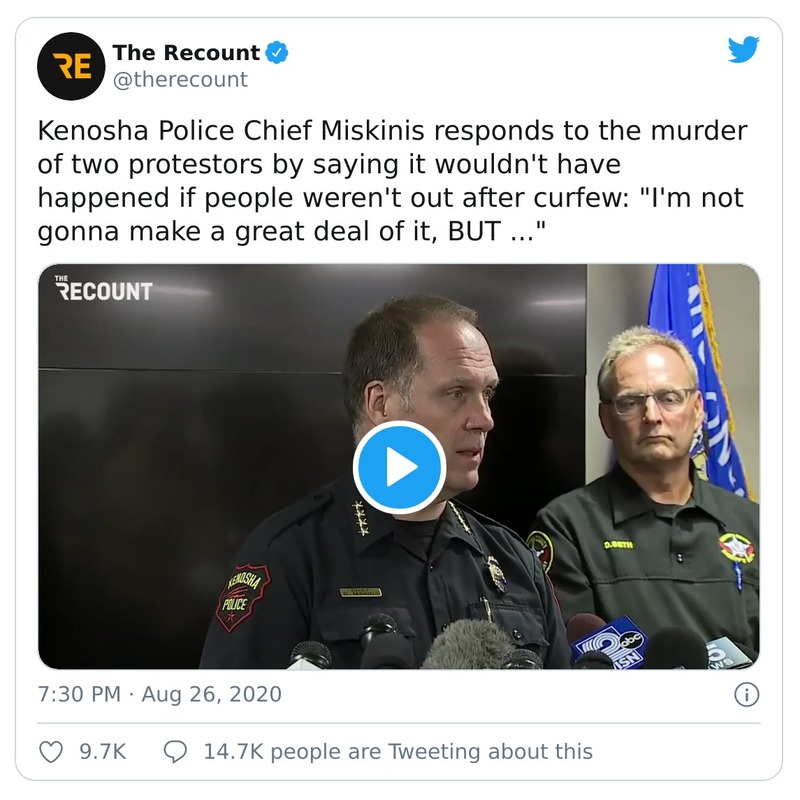 RE
The Recount
@therecount
Kenosha Police Chief Miskinis responds to the murder
of two protestors by saying it wouldn't have
happened if people weren't out after curfew: "I'm not
gonna make a great deal of it, BUT ..."
THE
RECOUNT
KENOSHA
POLICE
D.BETH
2
abc
WISN
7:30 PM · Aug 26, 2020
9.7K 14.7K people are Tweeting about this